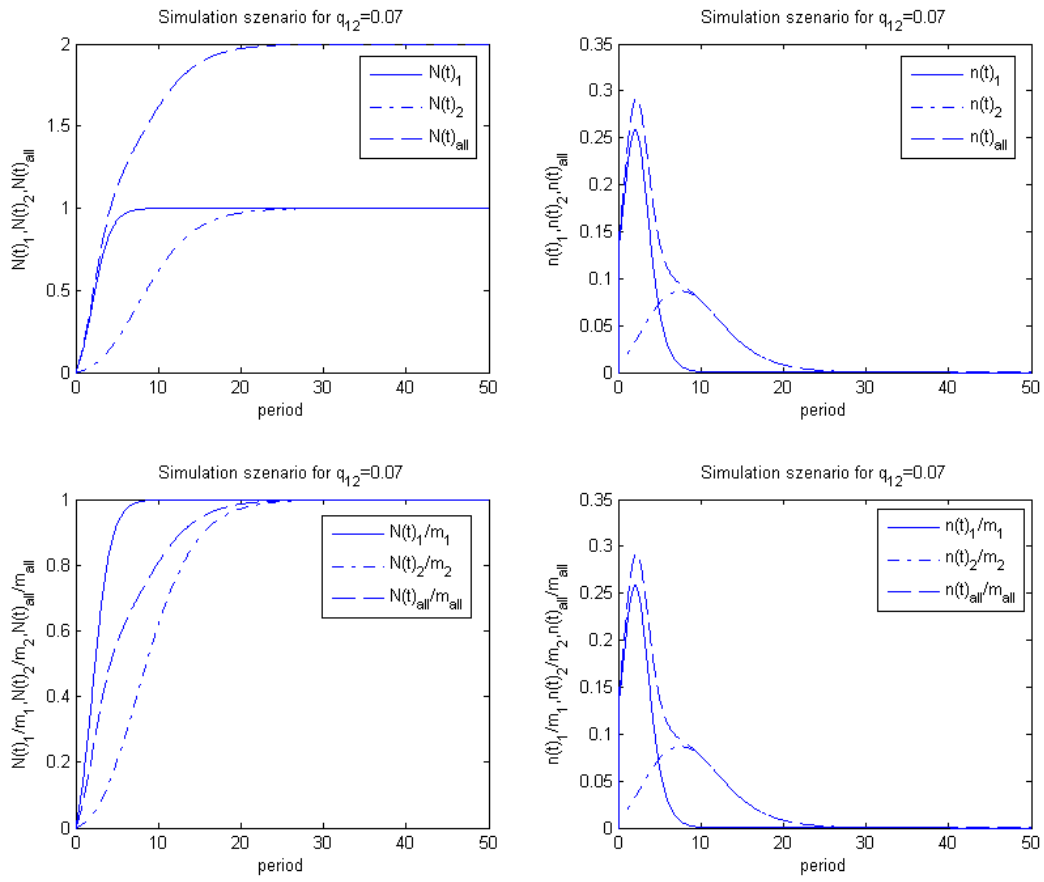 Simulation szenario for q12=0.07
2
1.5
1
0.5
0
N(t)1,N(t)2,N(t)all
N(t)1
N(t)2
N(t)all
0 10 20 30 40 50
period
Simulation szenario for q12=0.07
0.35
0.3
0.25
0.2
0.15
0.1
0.05
0
n(t)1,n(t)2,n(t)all
n(t)1
n(t)2
n(t)all
0 10 20 30 40 50
period
Simulation szenario for q12=0.07
1
0.8
0.6
0.4
0.2
0
N(t)1/m1,N(t)2/m2,N(t)all/mall
N(t)1/m1
N(t)2/m2
N(t)all/mall
0 10 20 30 40 50
period
Simulation szenario for q12=0.07
0.35
0.3
0.25
0.2
0.15
0.1
0.05
0
n(t)1/m1,n(t)2/m2,n(t)all/mall
n(t)1/m1
n(t)2/m2
n(t)all/mall
0 10 20 30 40 50
period